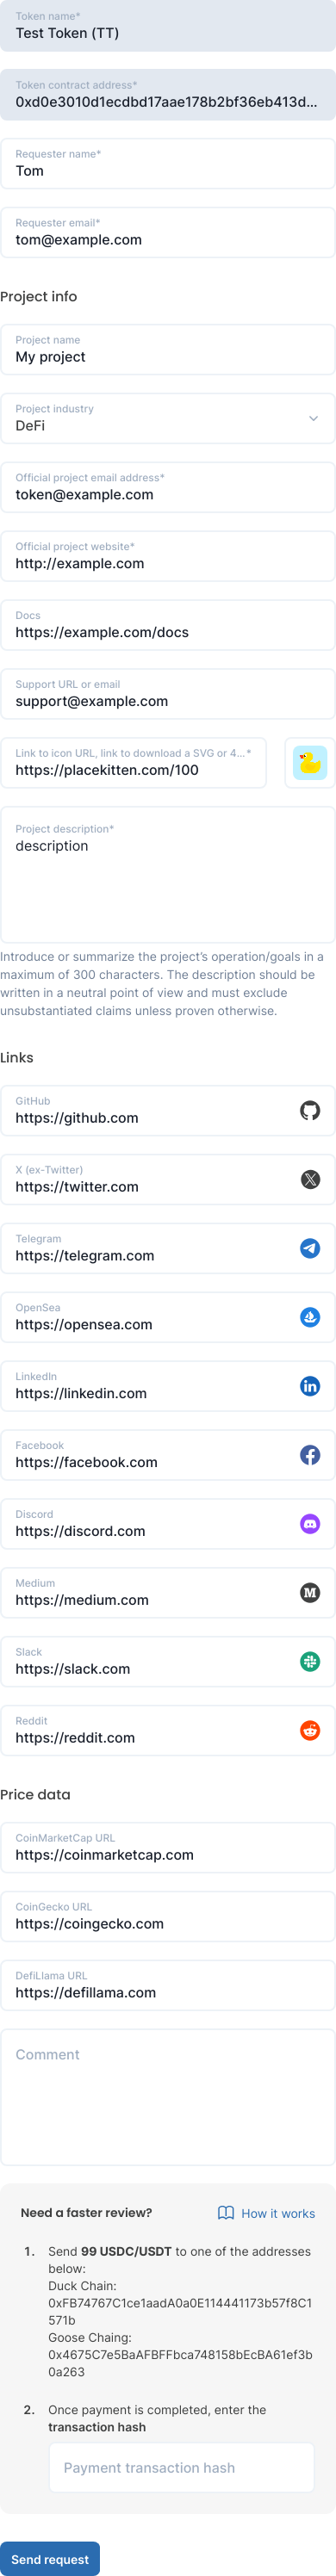 Token name*
Test Token (TT)
Token contract address*
0xd0e3010d1ecdbd17aae178b2bf36eb413d...
Requester name*
Tom
Requester email*
tom@example.com
Project info
Project name
My project
Project industry
DeFi
Official project email address*
token@example.com
Official project website*
http://example.com
Docs
https://example.com/docs
Support URL or email
support@example.com
Link to icon URL, link to download a SVG or 4...*
https://placekitten.com/100
Project description*
description
Introduce or summarize the project’s operation/goals in a
maximum of 300 characters. The description should be
written in a neutral point of view and must exclude
unsubstantiated claims unless proven otherwise.
Links
GitHub
https://github.com
X (ex-Twitter)
https://twitter.com
Telegram
https://telegram.com
OpenSea
https://opensea.com
LinkedIn
https://linkedin.com
Facebook
https://facebook.com
Discord
https://discord.com
Medium
https://medium.com
Slack
https://slack.com
Reddit
https://reddit.com
Price data
CoinMarketCap URL
https://coinmarketcap.com
CoinGecko URL
https://coingecko.com
DefiLlama URL
https://defillama.com
Comment
Need a faster review?
How it works
1. Send 99 USDC/USDT to one of the addresses
below:
Duck Chain:
0xFB74767C1ce1aadA0a0E114441173b57f8C1
571b
Goose Chaing:
0x4675C7e5BaAFBFFbca748158bEcBA61ef3b
0a263
2. Once payment is completed, enter the
transaction hash
Payment transaction hash
Send request